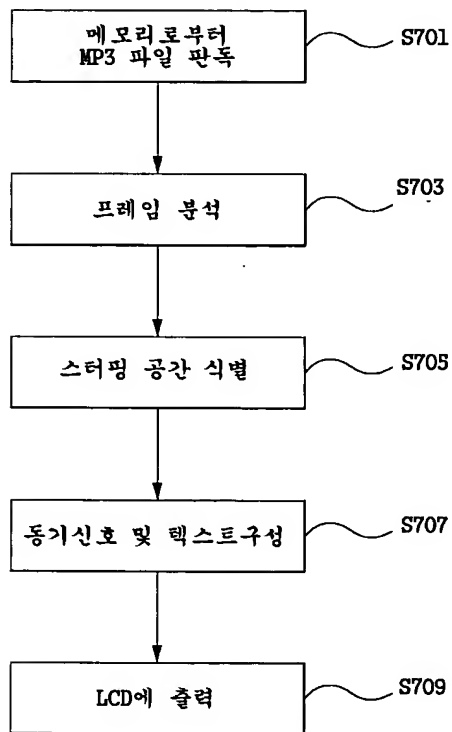 메모리로부터
MP3 파일 판독
S701
프레임 분석
S703
스터핑 공간 식별
S705
동기신호 및 텍스트구성
S707
LCD에 출력
S709